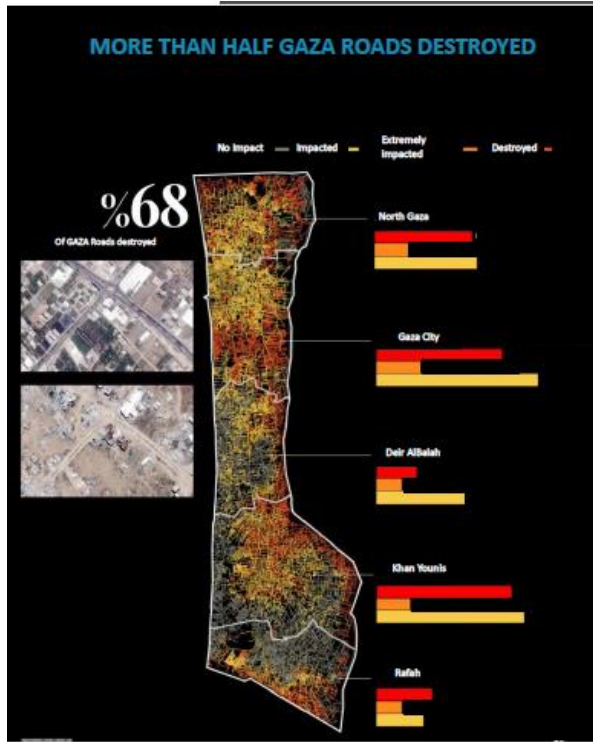 MORE THAN HALF GAZA ROADS DESTROYED
No Impact
Impacted
Extremely
impacted
Destroyed
%68
Of GAZA Roads destroyed
North Gaza
Gaza City
Deir AlBalah
Khan Younis
Rafah